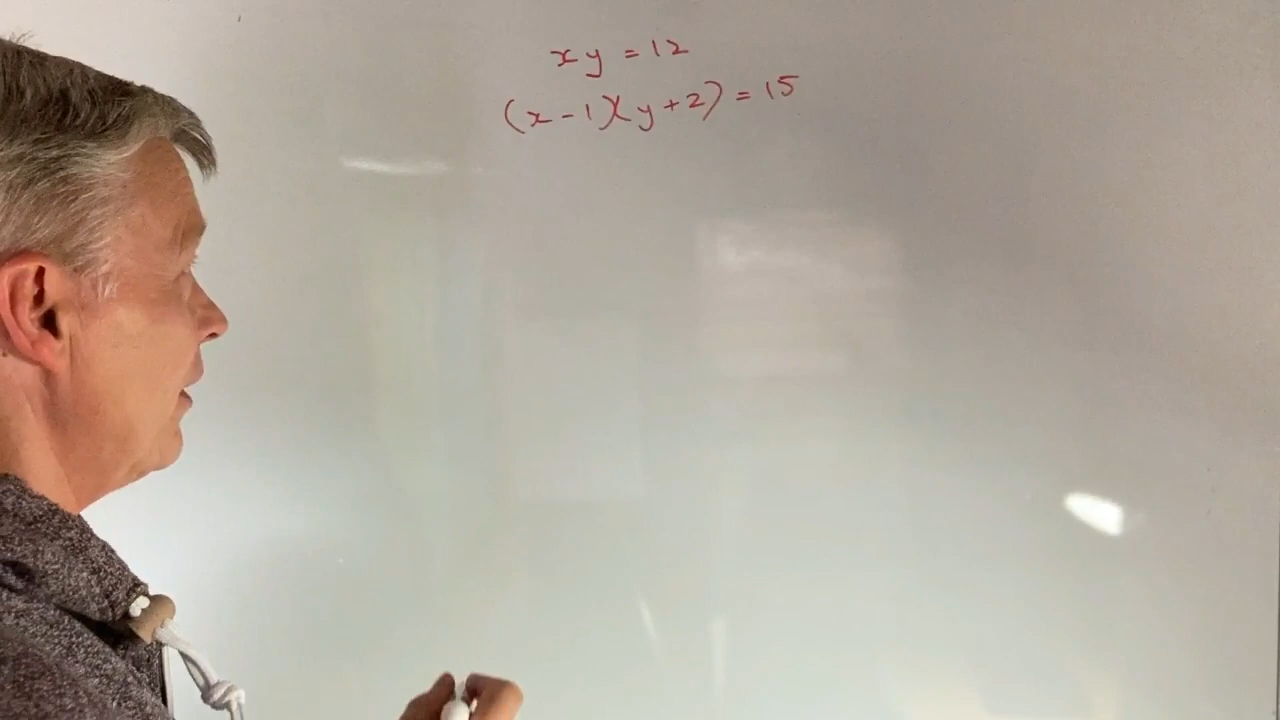 xy = 12
(x - 1)(y + 2) = 15